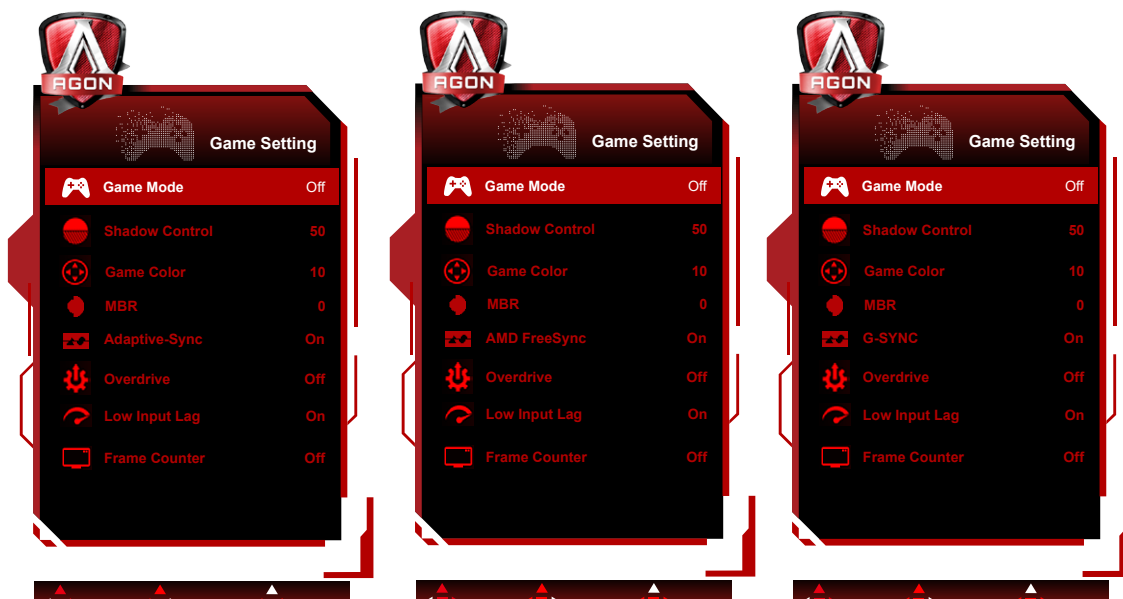 AGON
Game Setting
Game Mode Off
Shadow Control 50
Game Color 10
MBR 0
Adaptive-Sync On
Overdrive Off
Low Input Lag On
Frame Counter Off
AGON
Game Setting
Game Mode Off
Shadow Control 50
Game Color 10
MBR 0
AMD FreeSync On
Overdrive Off
Low Input Lag On
Frame Counter Off
AGON
Game Setting
Game Mode Off
Shadow Control 50
Game Color 10
MBR 0
G-SYNC On
Overdrive Off
Low Input Lag On
Frame Counter Off